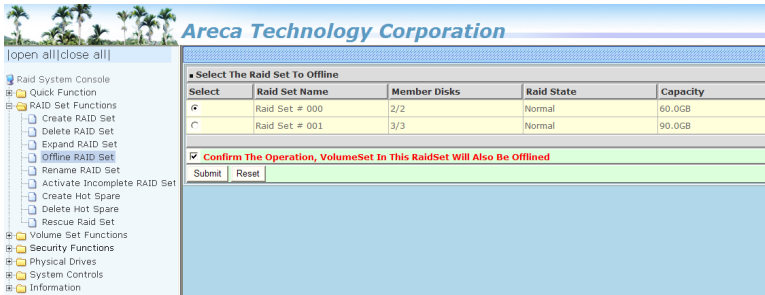 Areca Technology Corporation
|open all|close all|
Raid System Console
Quick Function
RAID Set Functions
Create RAID Set
Delete RAID Set
Expand RAID Set
Offline RAID Set
Rename RAID Set
Activate Incomplete RAID Set
Create Hot Spare
Delete Hot Spare
Rescue Raid Set
Volume Set Functions
Security Functions
Physical Drives
System Controls
Information
Select The Raid Set To Offline
Select Raid Set Name Member Disks Raid State Capacity
Raid Set # 000 2/2 Normal 60.0GB
Raid Set # 001 3/3 Normal 90.0GB
Confirm The Operation, VolumeSet In This RaidSet Will Also Be Offlined
Submit Reset